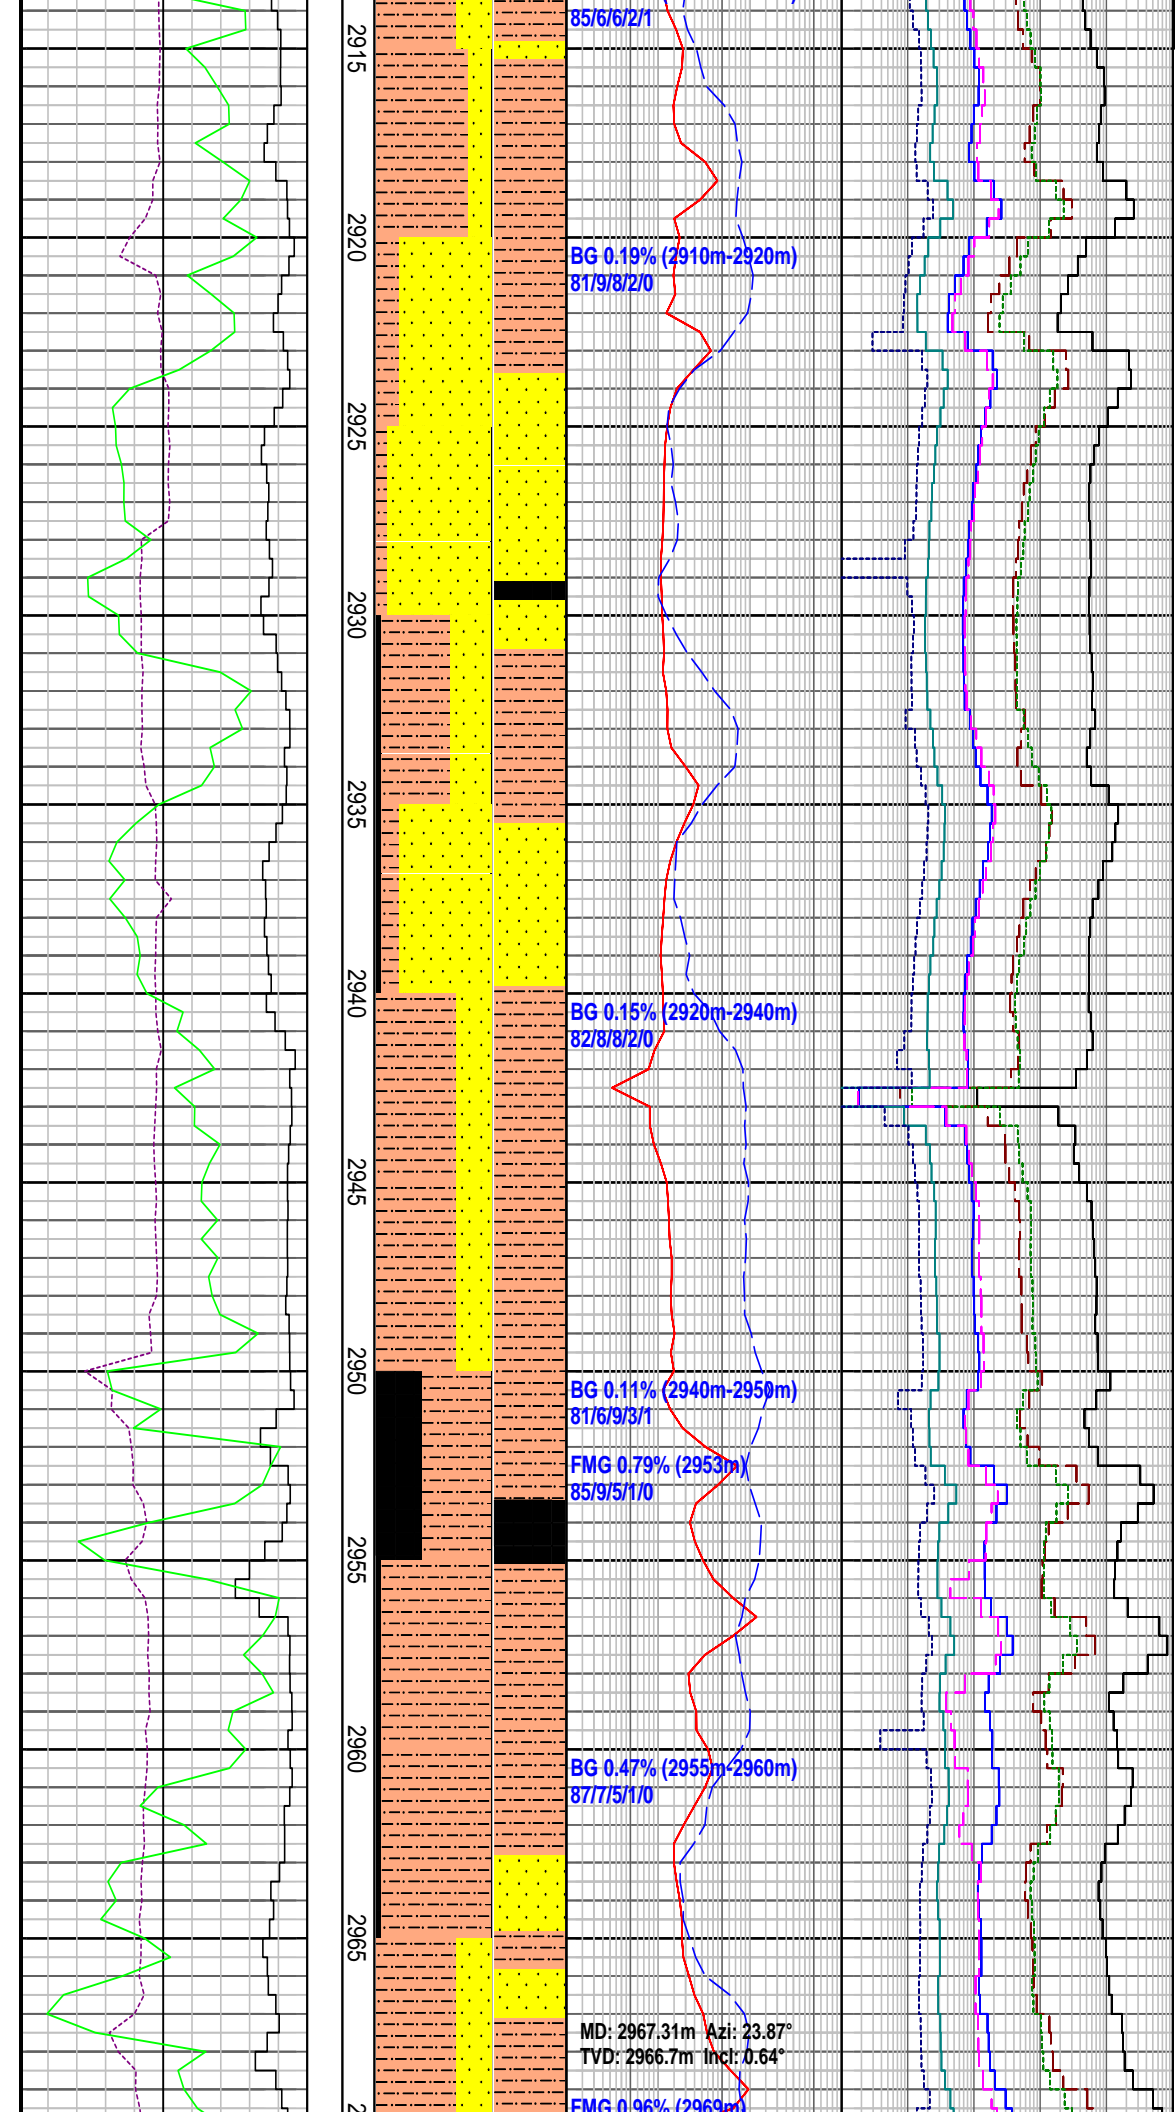 85/6/6/2/1
2915
2920
BG 0.19% (2910m-2920m)
81/9/8/2/0
2925
2930
2935
2940
BG 0.15% (2920m-2940m)
82/8/8/2/0
2945
2950
BG 0.11% (2940m-2950m)
81/6/9/3/1
FMG 0.79% (2953m)
85/9/5/1/0
2955
2960
BG 0.47% (2955m-2960m)
87/7/5/1/0
2965
MD: 2967.31m Azi: 23.87°
TVD: 2966.7m Incl: 0.64°
FMG 0.96% (2969m)